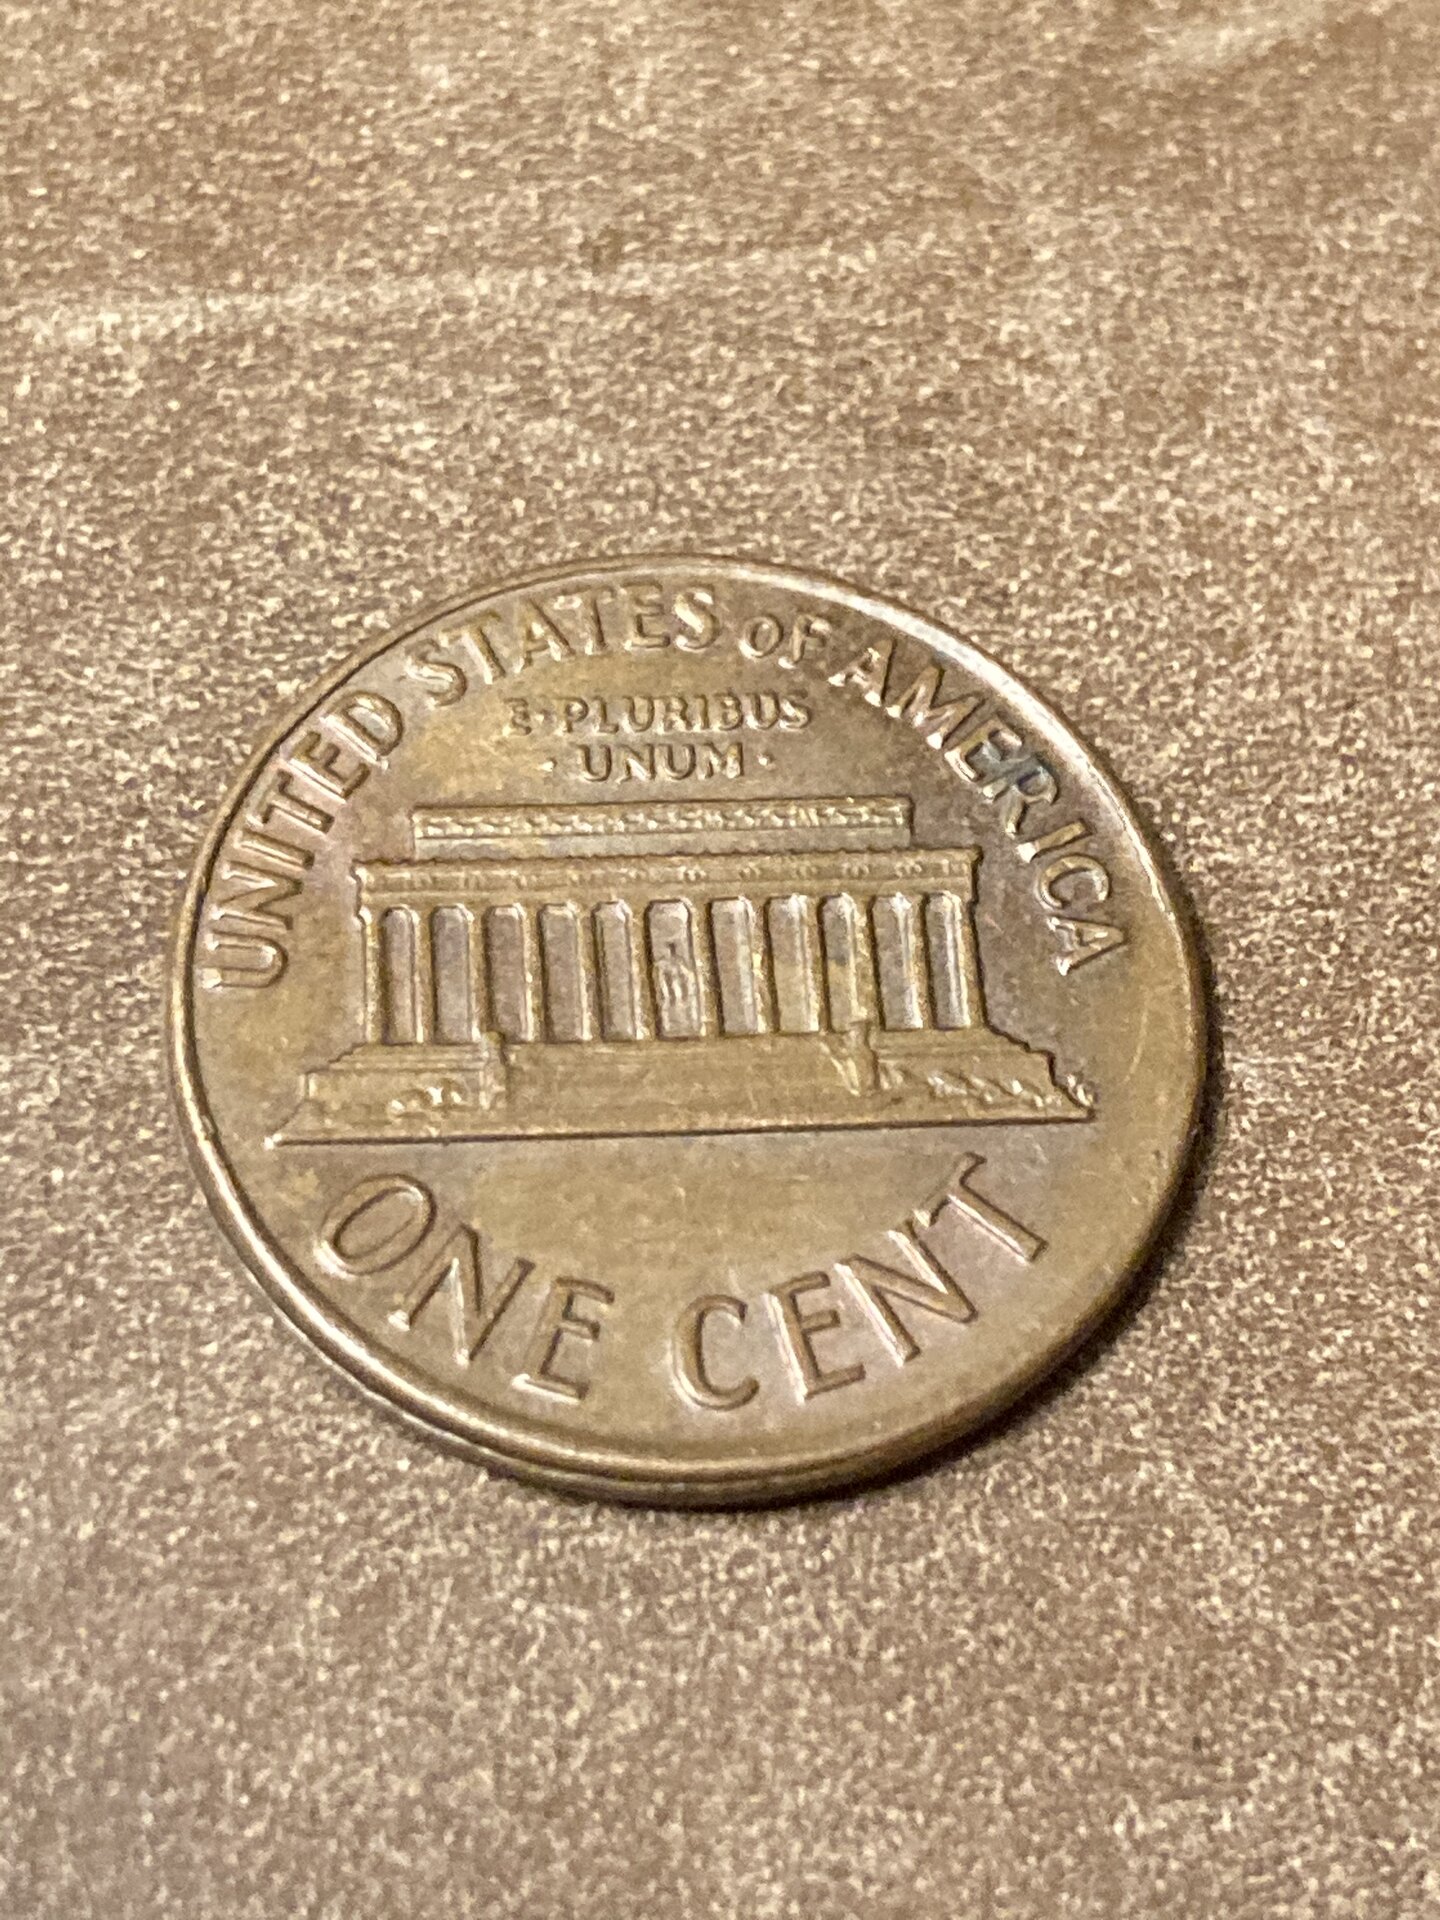 UNITED STATES OF AMERICA
E·PLURIBUS
·UNUM·
ONE CENT